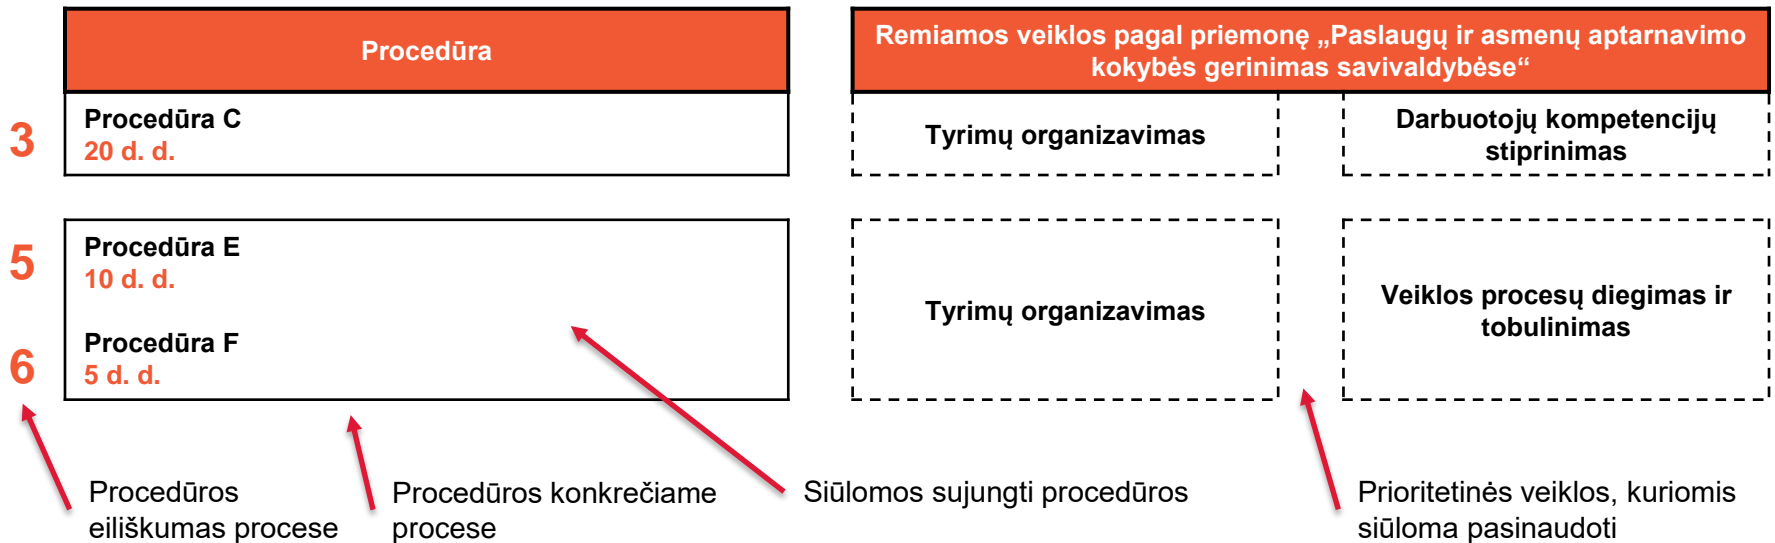 Procedūra
Remiamos veiklos pagal priemonę „Paslaugų ir asmenų aptarnavimo
kokybės gerinimas savivaldybėse“
3
Procedūra C
20 d. d.
Tyrimų organizavimas
Darbuotojų kompetencijų
stiprinimas
5
Procedūra E
10 d. d.
6
Procedūra F
5 d. d.
Tyrimų organizavimas
Veiklos procesų diegimas ir
tobulinimas
Procedūros
eiliškumas procese
Procedūros konkrečiame
procese
Siūlomos sujungti procedūros
Prioritetinės veiklos, kuriomis
siūloma pasinaudoti